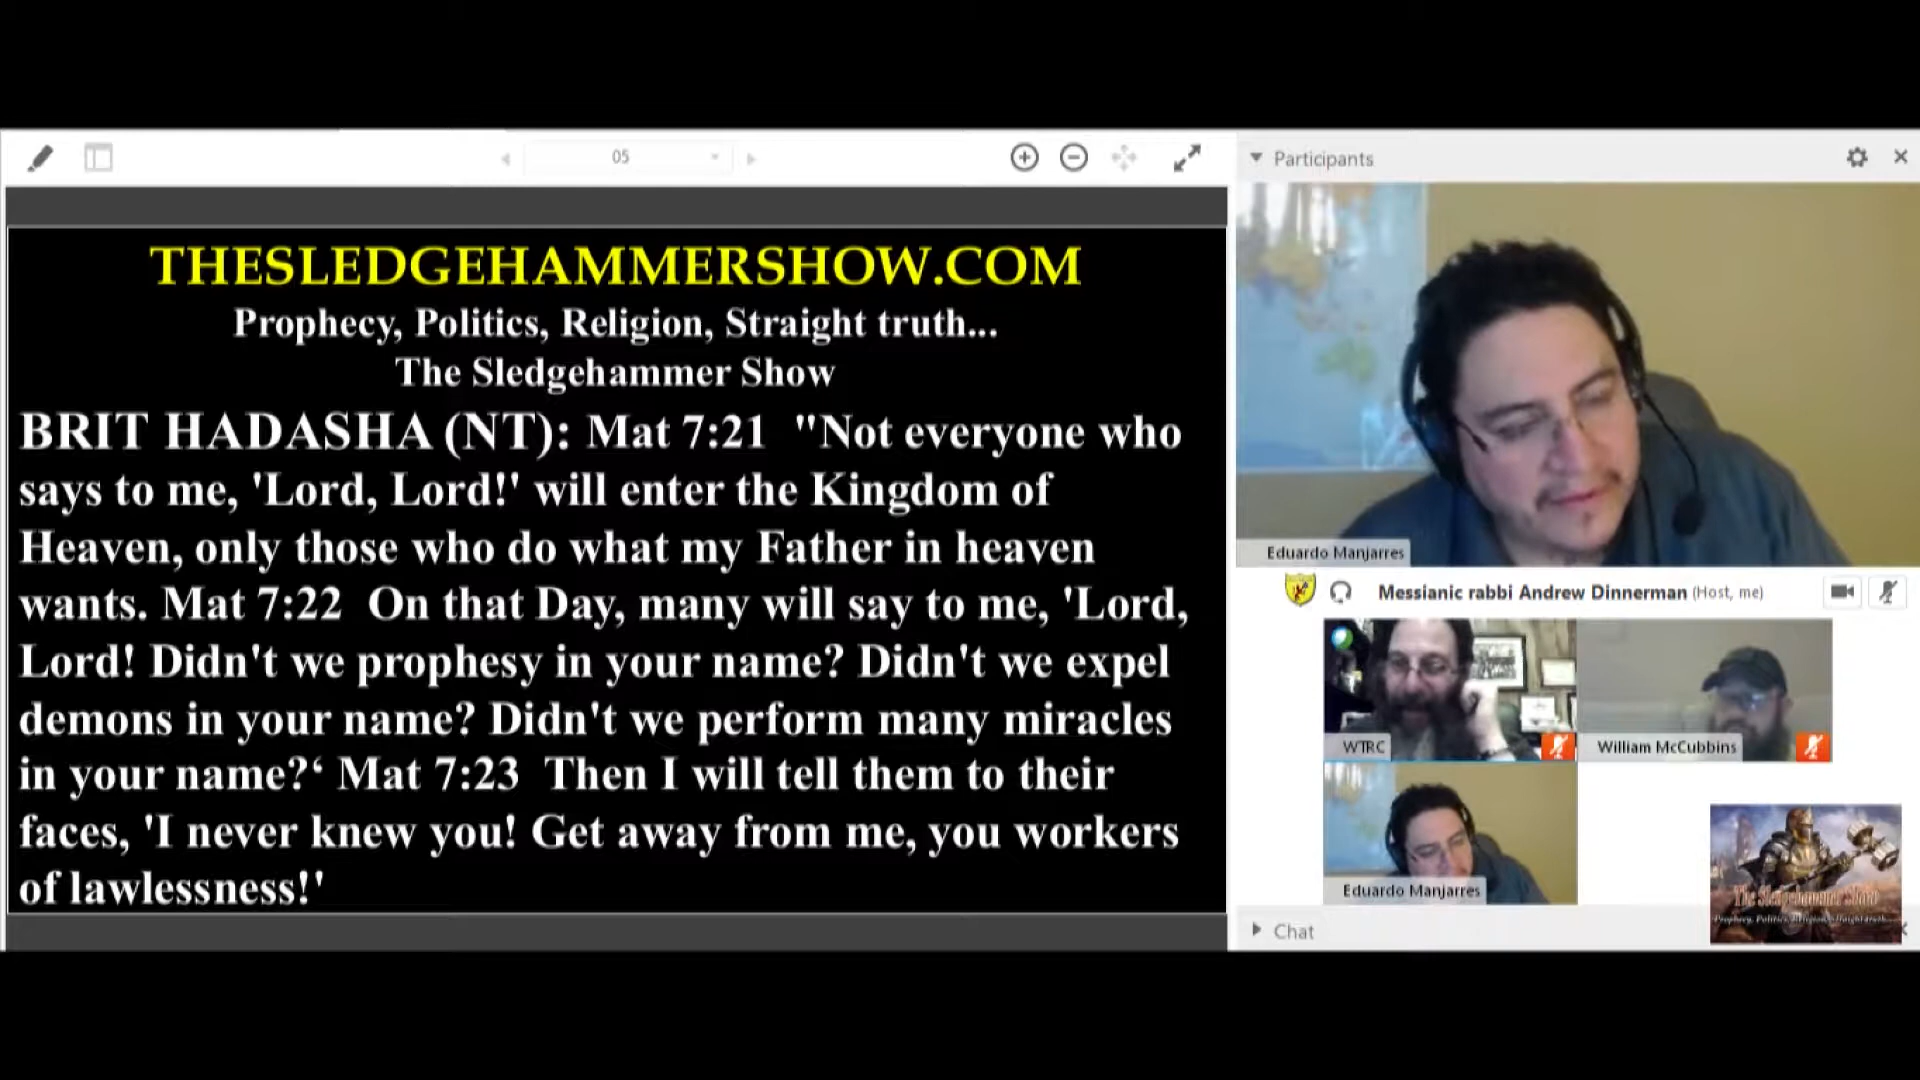 05
Participants
THESLEDGEHAMMERSHOW.COM
Prophecy, Politics, Religion, Straight truth...
The Sledgehammer Show
BRIT HADASHA (NT): Mat 7:21 "Not everyone who
says to me, 'Lord, Lord!' will enter the Kingdom of
Heaven, only those who do what my Father in heaven
wants. Mat 7:22 On that Day, many will say to me, 'Lord,
Lord! Didn't we prophesy in your name? Didn't we expel
demons in your name? Didn't we perform many miracles
in your name?‘ Mat 7:23 Then I will tell them to their
faces, 'I never knew you! Get away from me, you workers
of lawlessness!'
Eduardo Manjarres
Messianic rabbi Andrew Dinnerman (Host, me)
WTRC
William McCubbins
Eduardo Manjarres
The Sledgehammer Show
Prophecy, Politics, Religion, Straight truth...
Chat